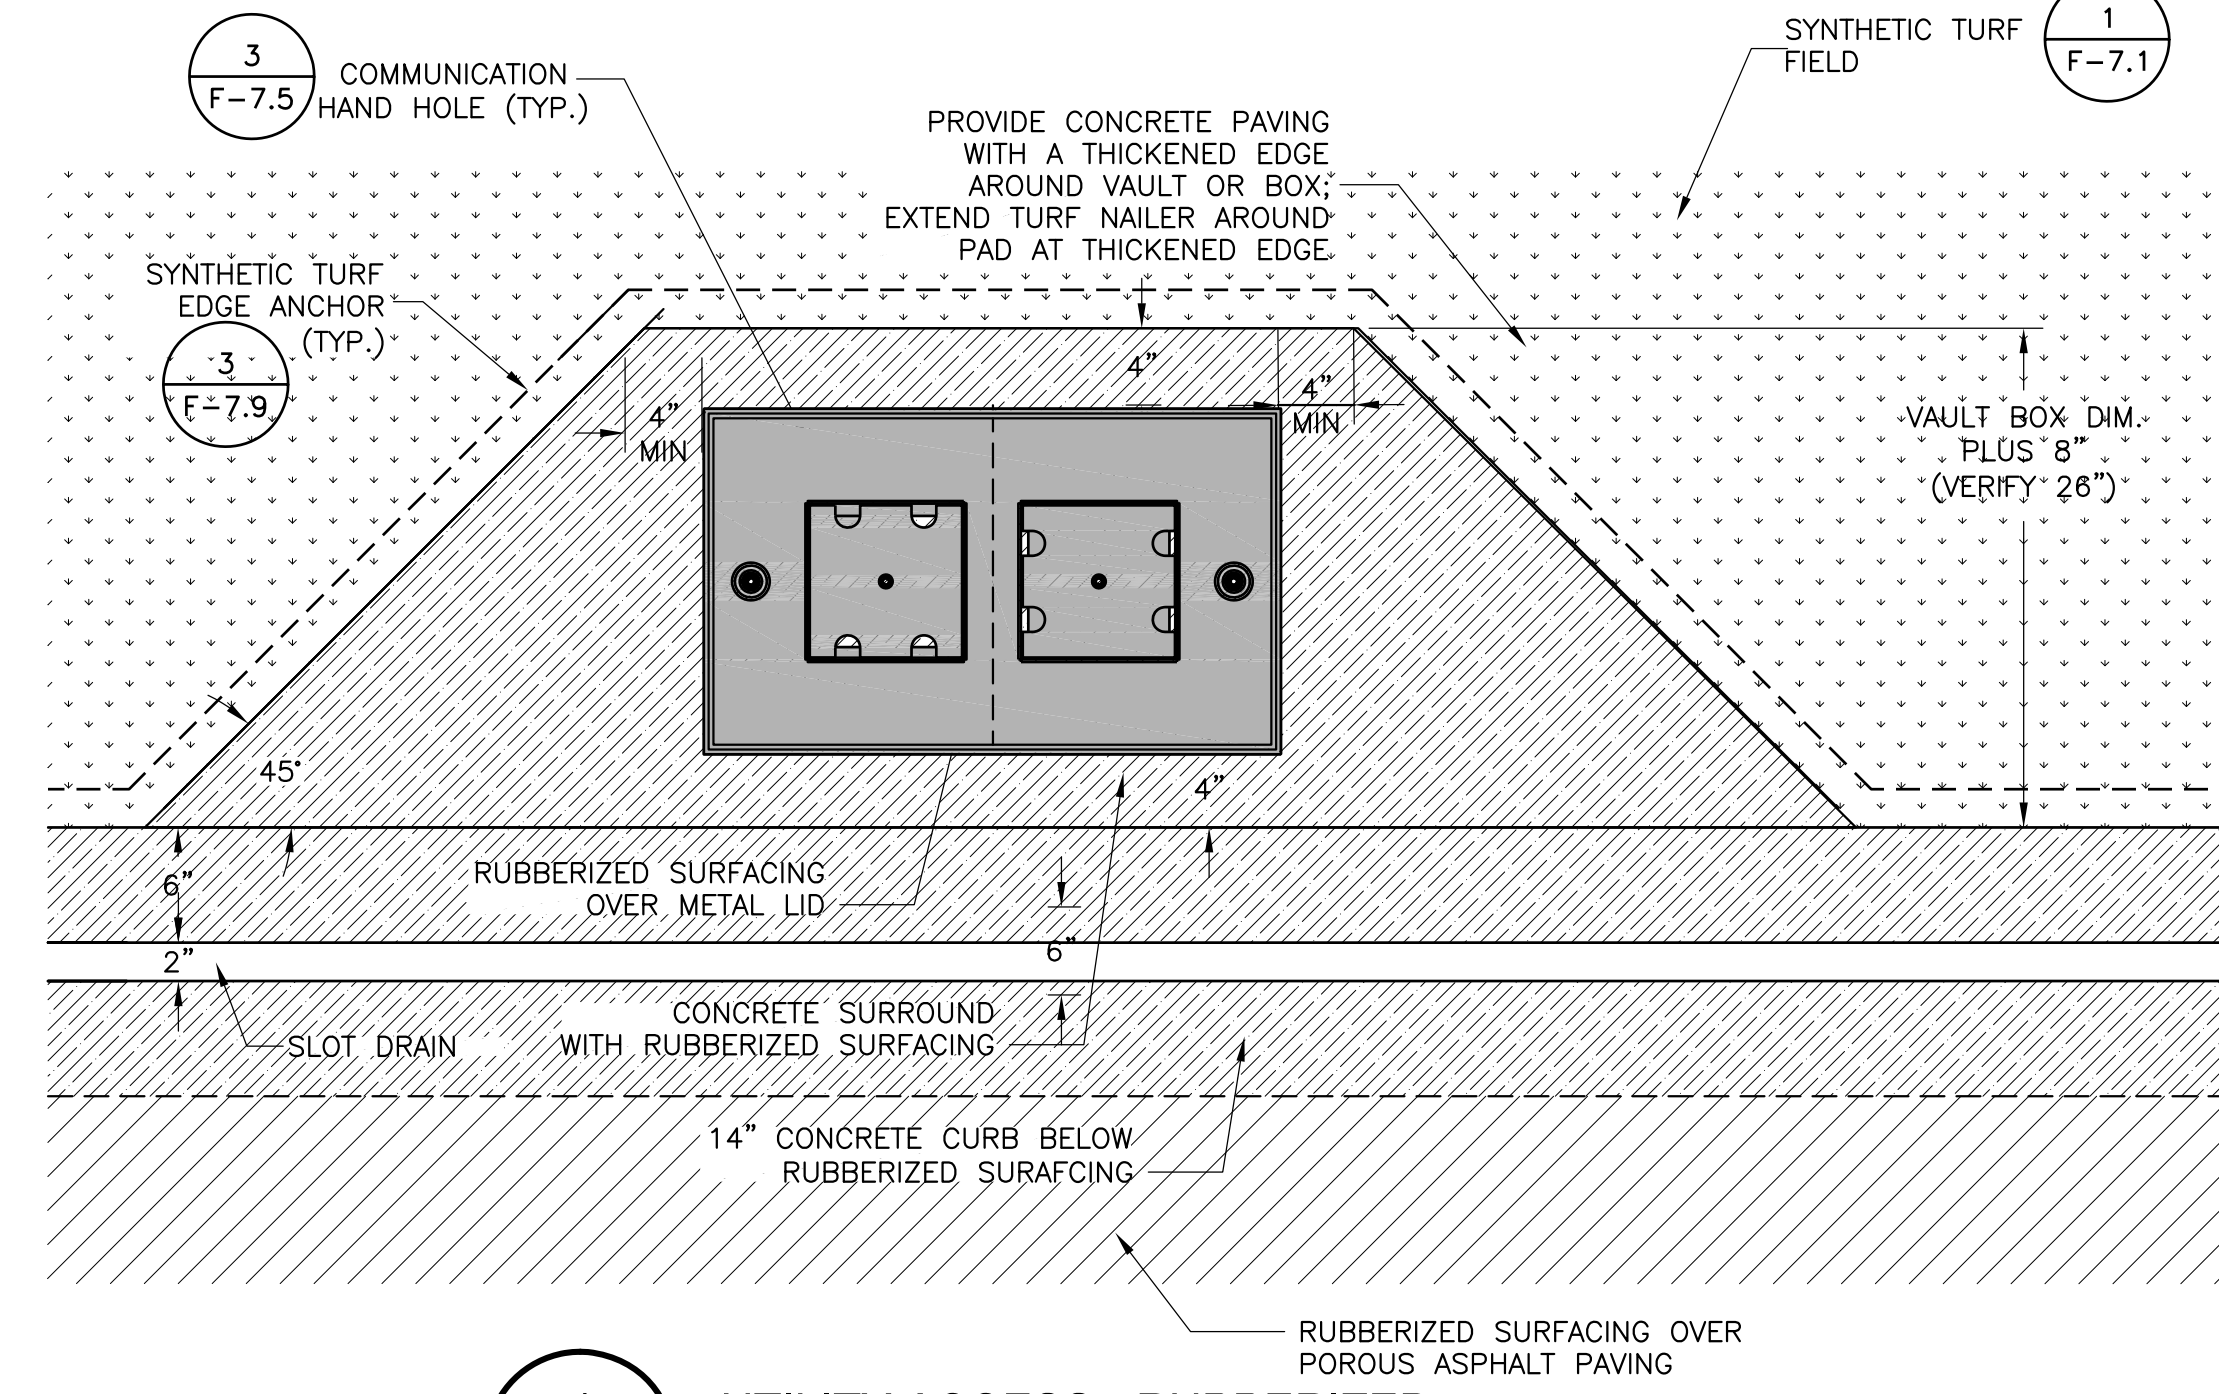 3
F-7.5
COMMUNICATION
HAND HOLE (TYP.)
SYNTHETIC TURF
FIELD
1
F-7.1
PROVIDE CONCRETE PAVING
WITH A THICKENED EDGE
AROUND VAULT OR BOX;
EXTEND TURF NAILER AROUND
PAD AT THICKENED EDGE
SYNTHETIC TURF
EDGE ANCHOR
(TYP.)
3
F-7.9
4"
4"
MIN
4"
MIN
VAULT BOX DIM.
PLUS 8"
(VERIFY 26")
45°
4"
6"
RUBBERIZED SURFACING
OVER METAL LID
6"
2"
CONCRETE SURROUND
WITH RUBBERIZED SURFACING
SLOT DRAIN
14" CONCRETE CURB BELOW
RUBBERIZED SURAFCING
RUBBERIZED SURFACING OVER
POROUS ASPHALT PAVING
UTILITY ACCESS - RUBBERIZED